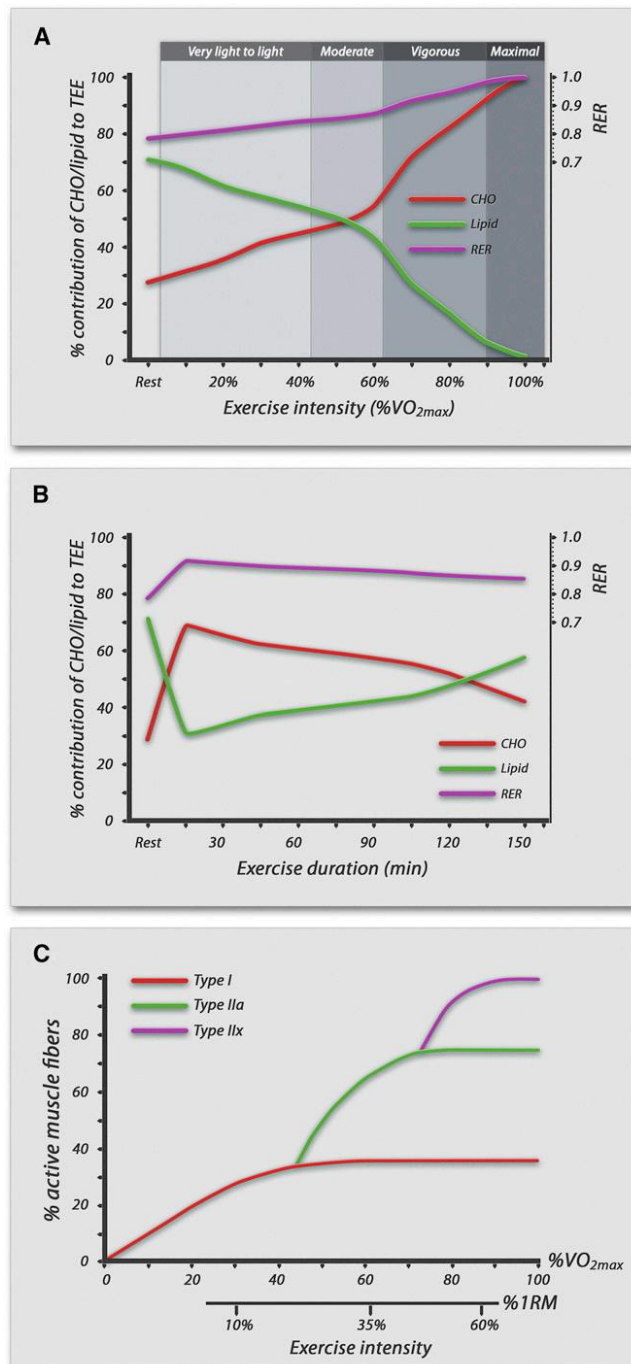 A
Very light to light
Moderate
Vigorous
Maximal
% contribution of CHO/lipid to TEE
100
80
60
40
20
0
1.0
0.9
0.8
0.7
RER
CHO
Lipid
RER
Rest
20%
40%
60%
80%
100%
Exercise intensity (%VO2max)
B
% contribution of CHO/lipid to TEE
100
80
60
40
20
0
1.0
0.9
0.8
0.7
RER
CHO
Lipid
RER
Rest
30
60
90
120
150
Exercise duration (min)
C
% active muscle fibers
100
80
60
40
20
0
Type I
Type IIa
Type IIx
0
20
40
60
80
100
%VO2max
%1RM
10%
35%
60%
Exercise intensity